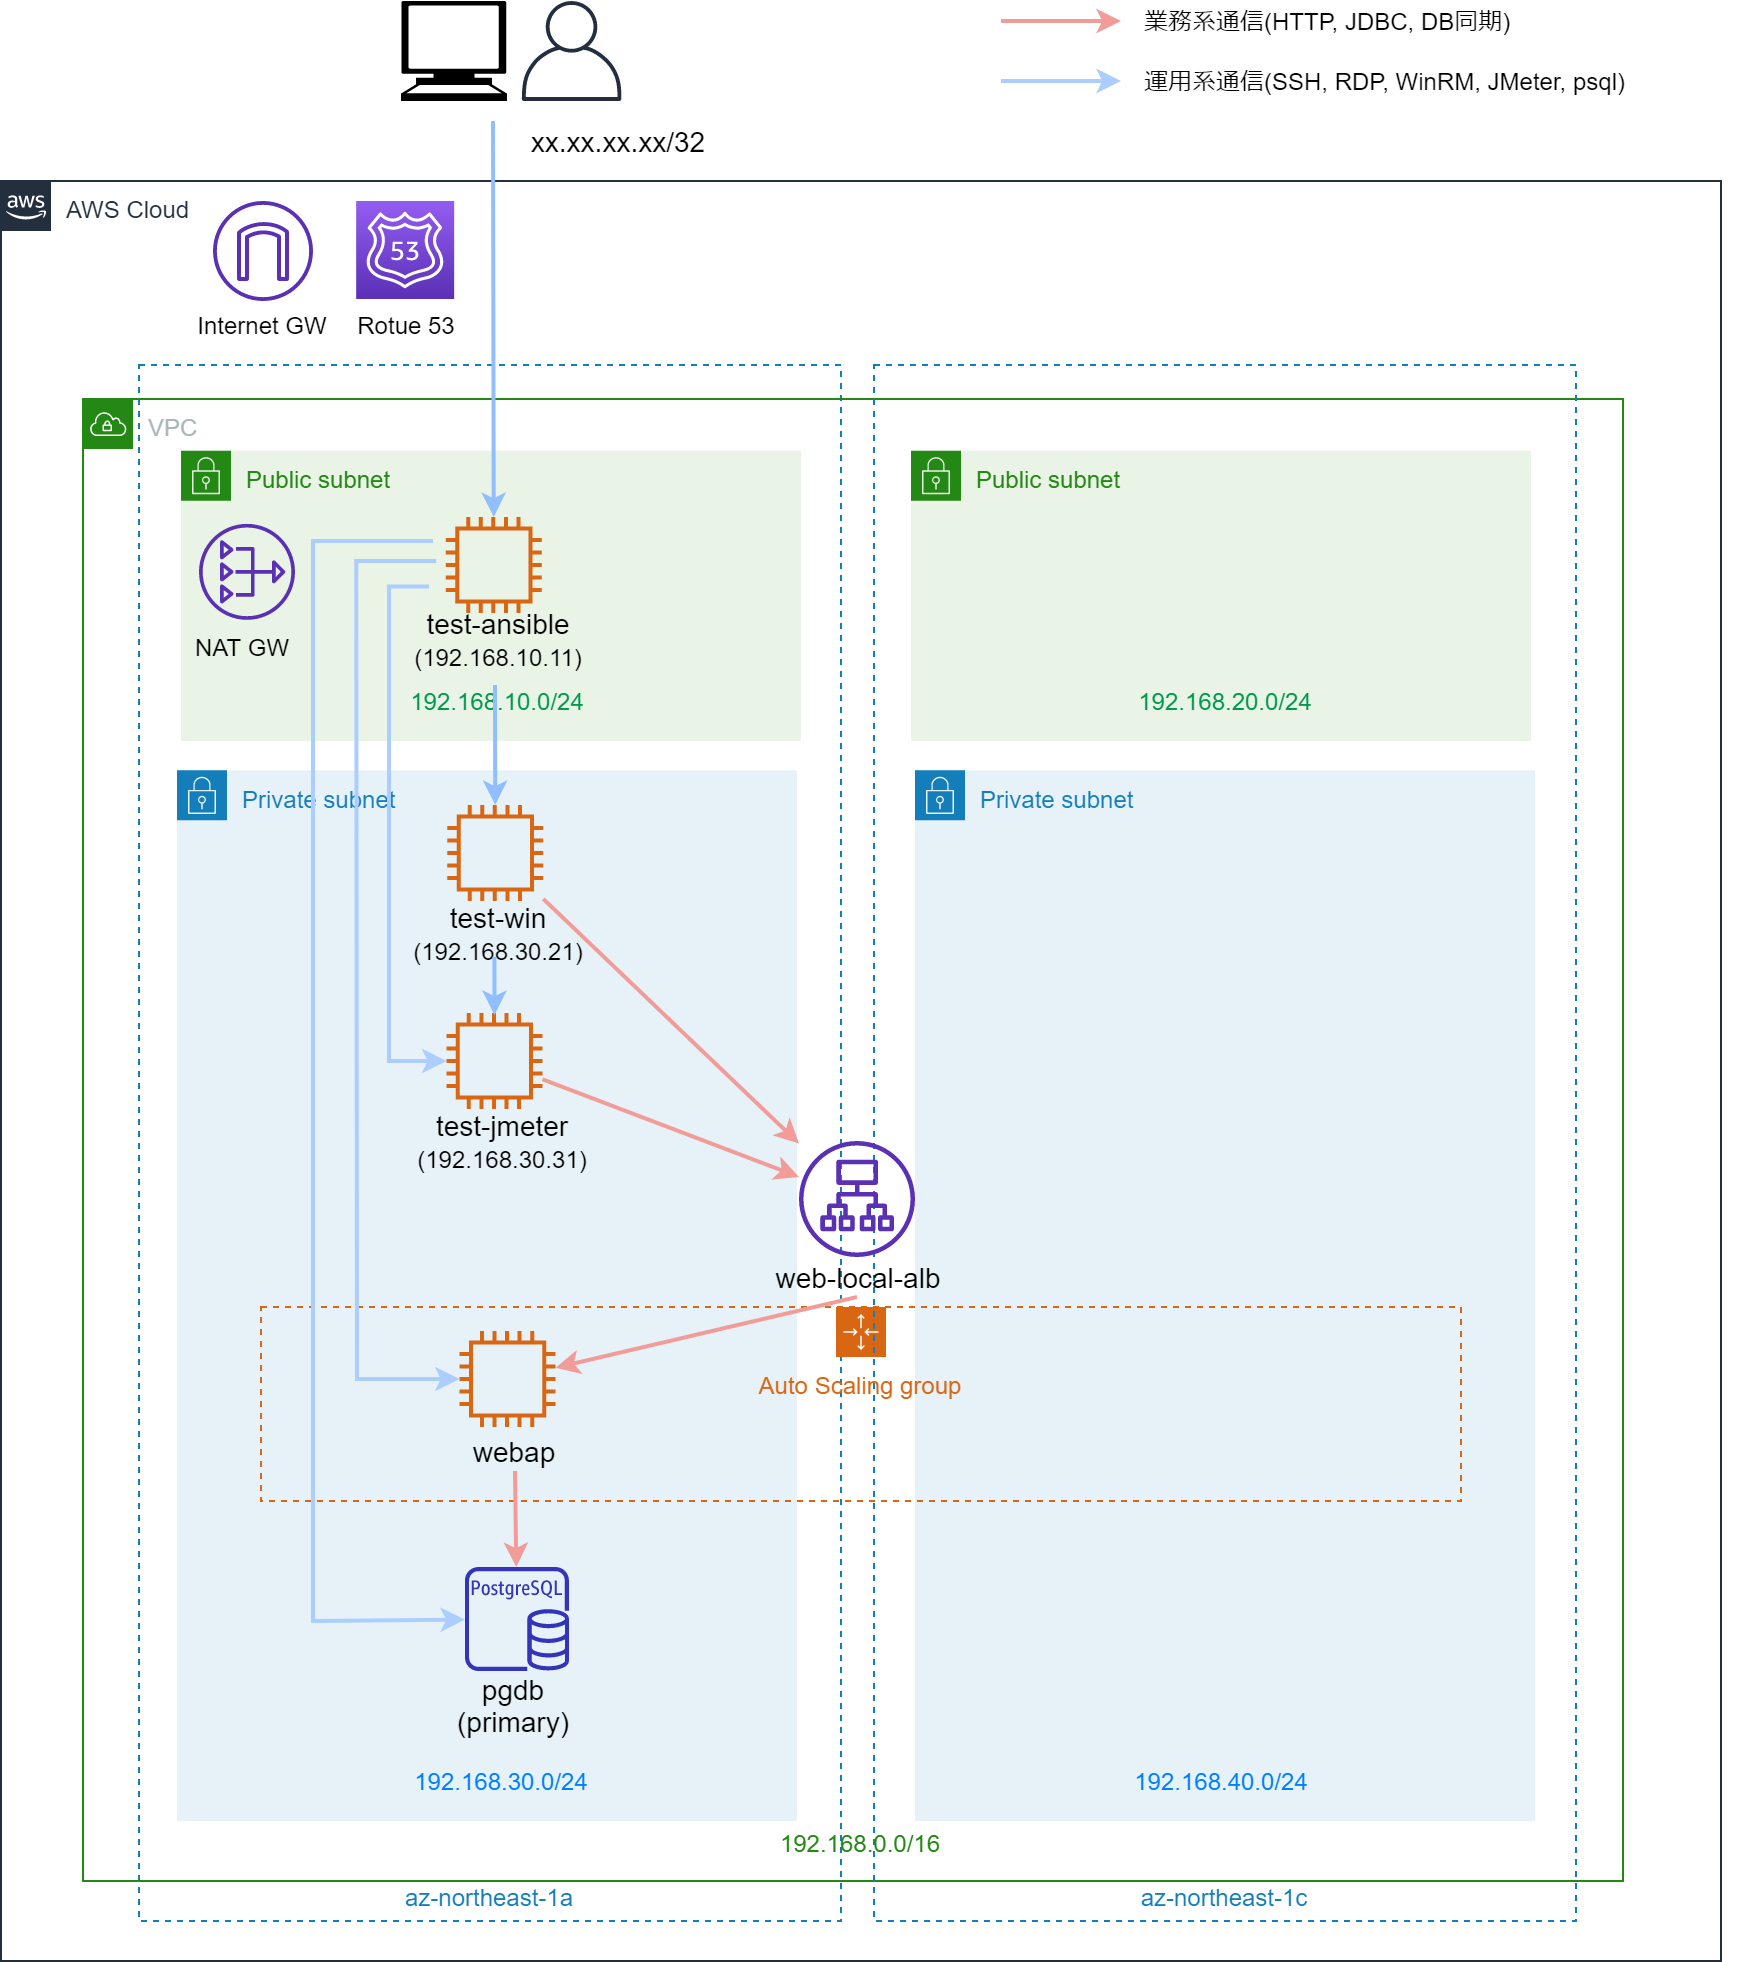 業務系通信(HTTP, JDBC, DB同期)
運用系通信(SSH, RDP, WinRM, JMeter, psql)
xx.xx.xx.xx/32
aws
AWS Cloud
53
Internet GW
Rotue 53
VPC
Public subnet
Public subnet
NAT GW
test-ansible
(192.168.10.11)
192.168.10.0/24
192.168.20.0/24
Private subnet
Private subnet
test-win
(192.168.30.21)
test-jmeter
(192.168.30.31)
web-local-alb
Auto Scaling group
webap
PostgreSQL
pgdb
(primary)
192.168.30.0/24
192.168.40.0/24
192.168.0.0/16
az-northeast-1a
az-northeast-1c